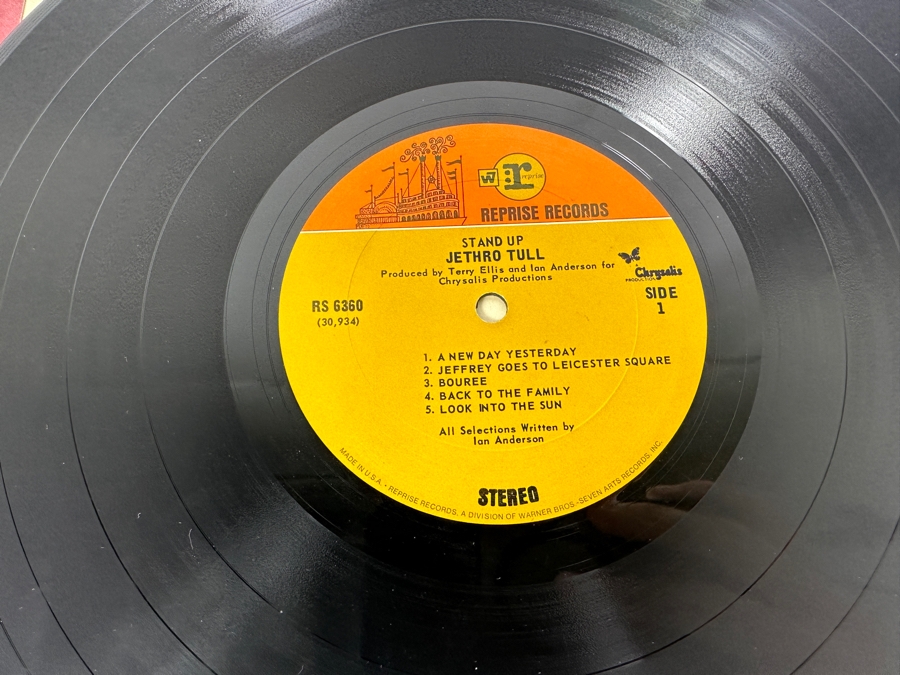 W7
r:eprise
REPRISE RECORDS
STAND UP
JETHRO TULL
Produced by Terry Ellis and Ian Anderson for
Chrysalis Productions
A Chrysalis
PRODUCTION
RS 6360
(30,934)
SIDE
1
1. A NEW DAY YESTERDAY
2. JEFFREY GOES TO LEICESTER SQUARE
3. BOUREE
4. BACK TO THE FAMILY
5. LOOK INTO THE SUN
All Selections Written by
Ian Anderson
STEREO
MADE IN U.S.A. • REPRISE RECORDS, A DIVISION OF WARNER BROS.-SEVEN ARTS RECORDS, INC.